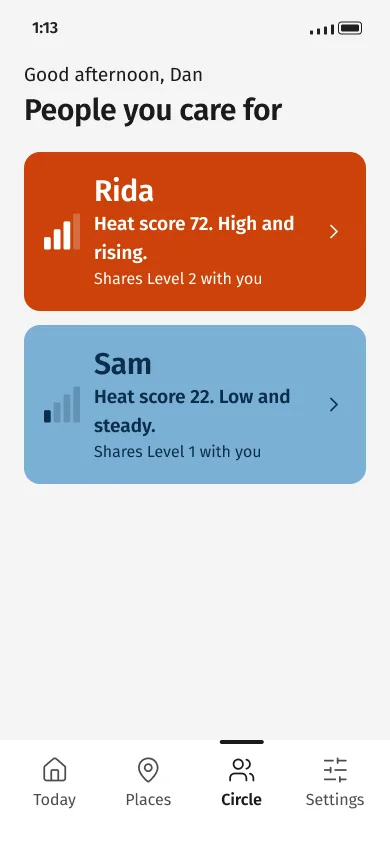 1:13
Good afternoon, Dan
People you care for
Rida
Heat score 72. High and
rising.
Shares Level 2 with you
Sam
Heat score 22. Low and
steady.
Shares Level 1 with you
Today
Places
Circle
Settings